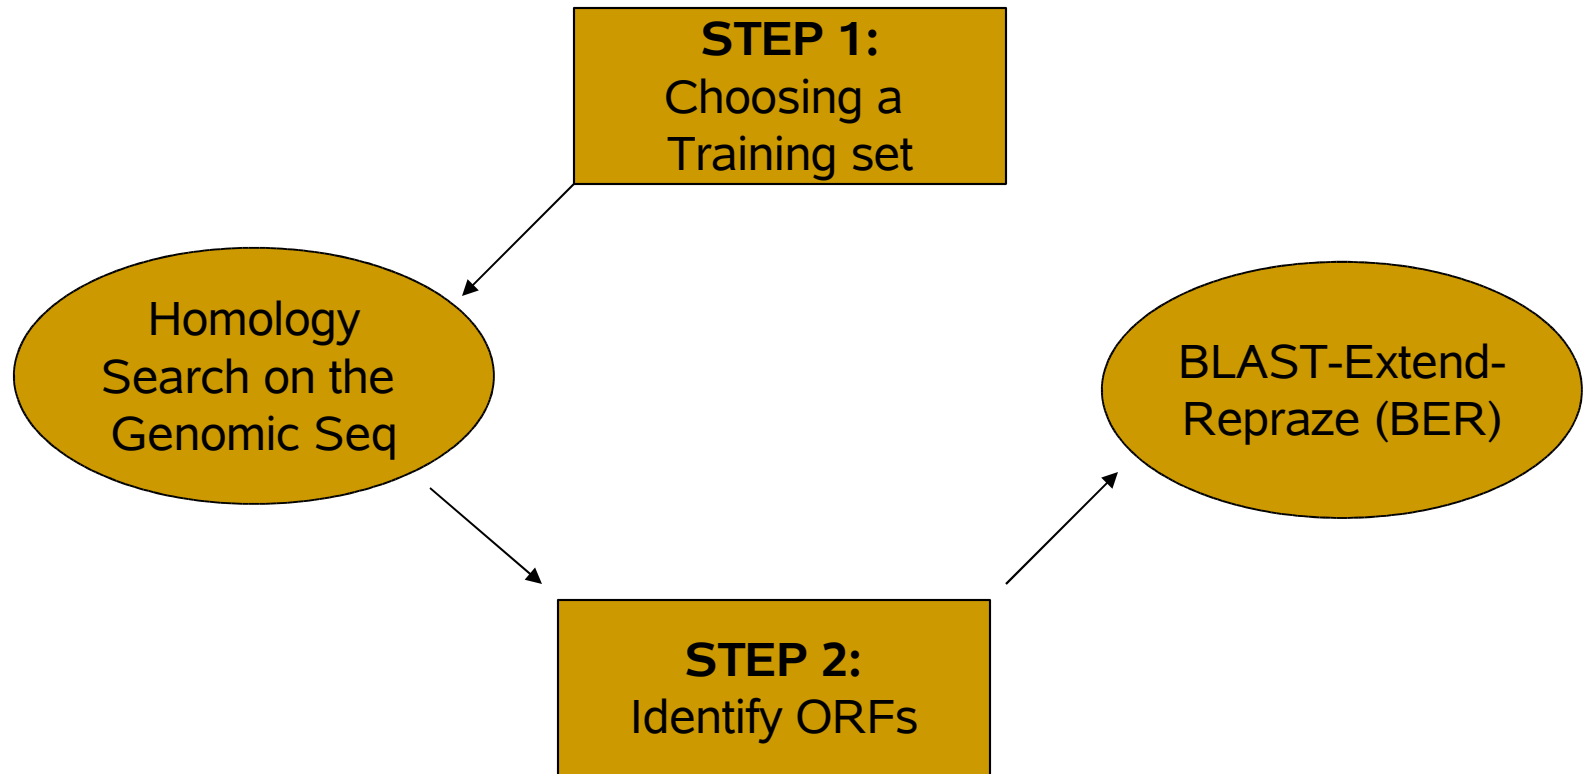 STEP 1:
Choosing a
Training set
Homology
Search on the
Genomic Seq
BLAST-Extend-
Repraze (BER)
STEP 2:
Identify ORFs